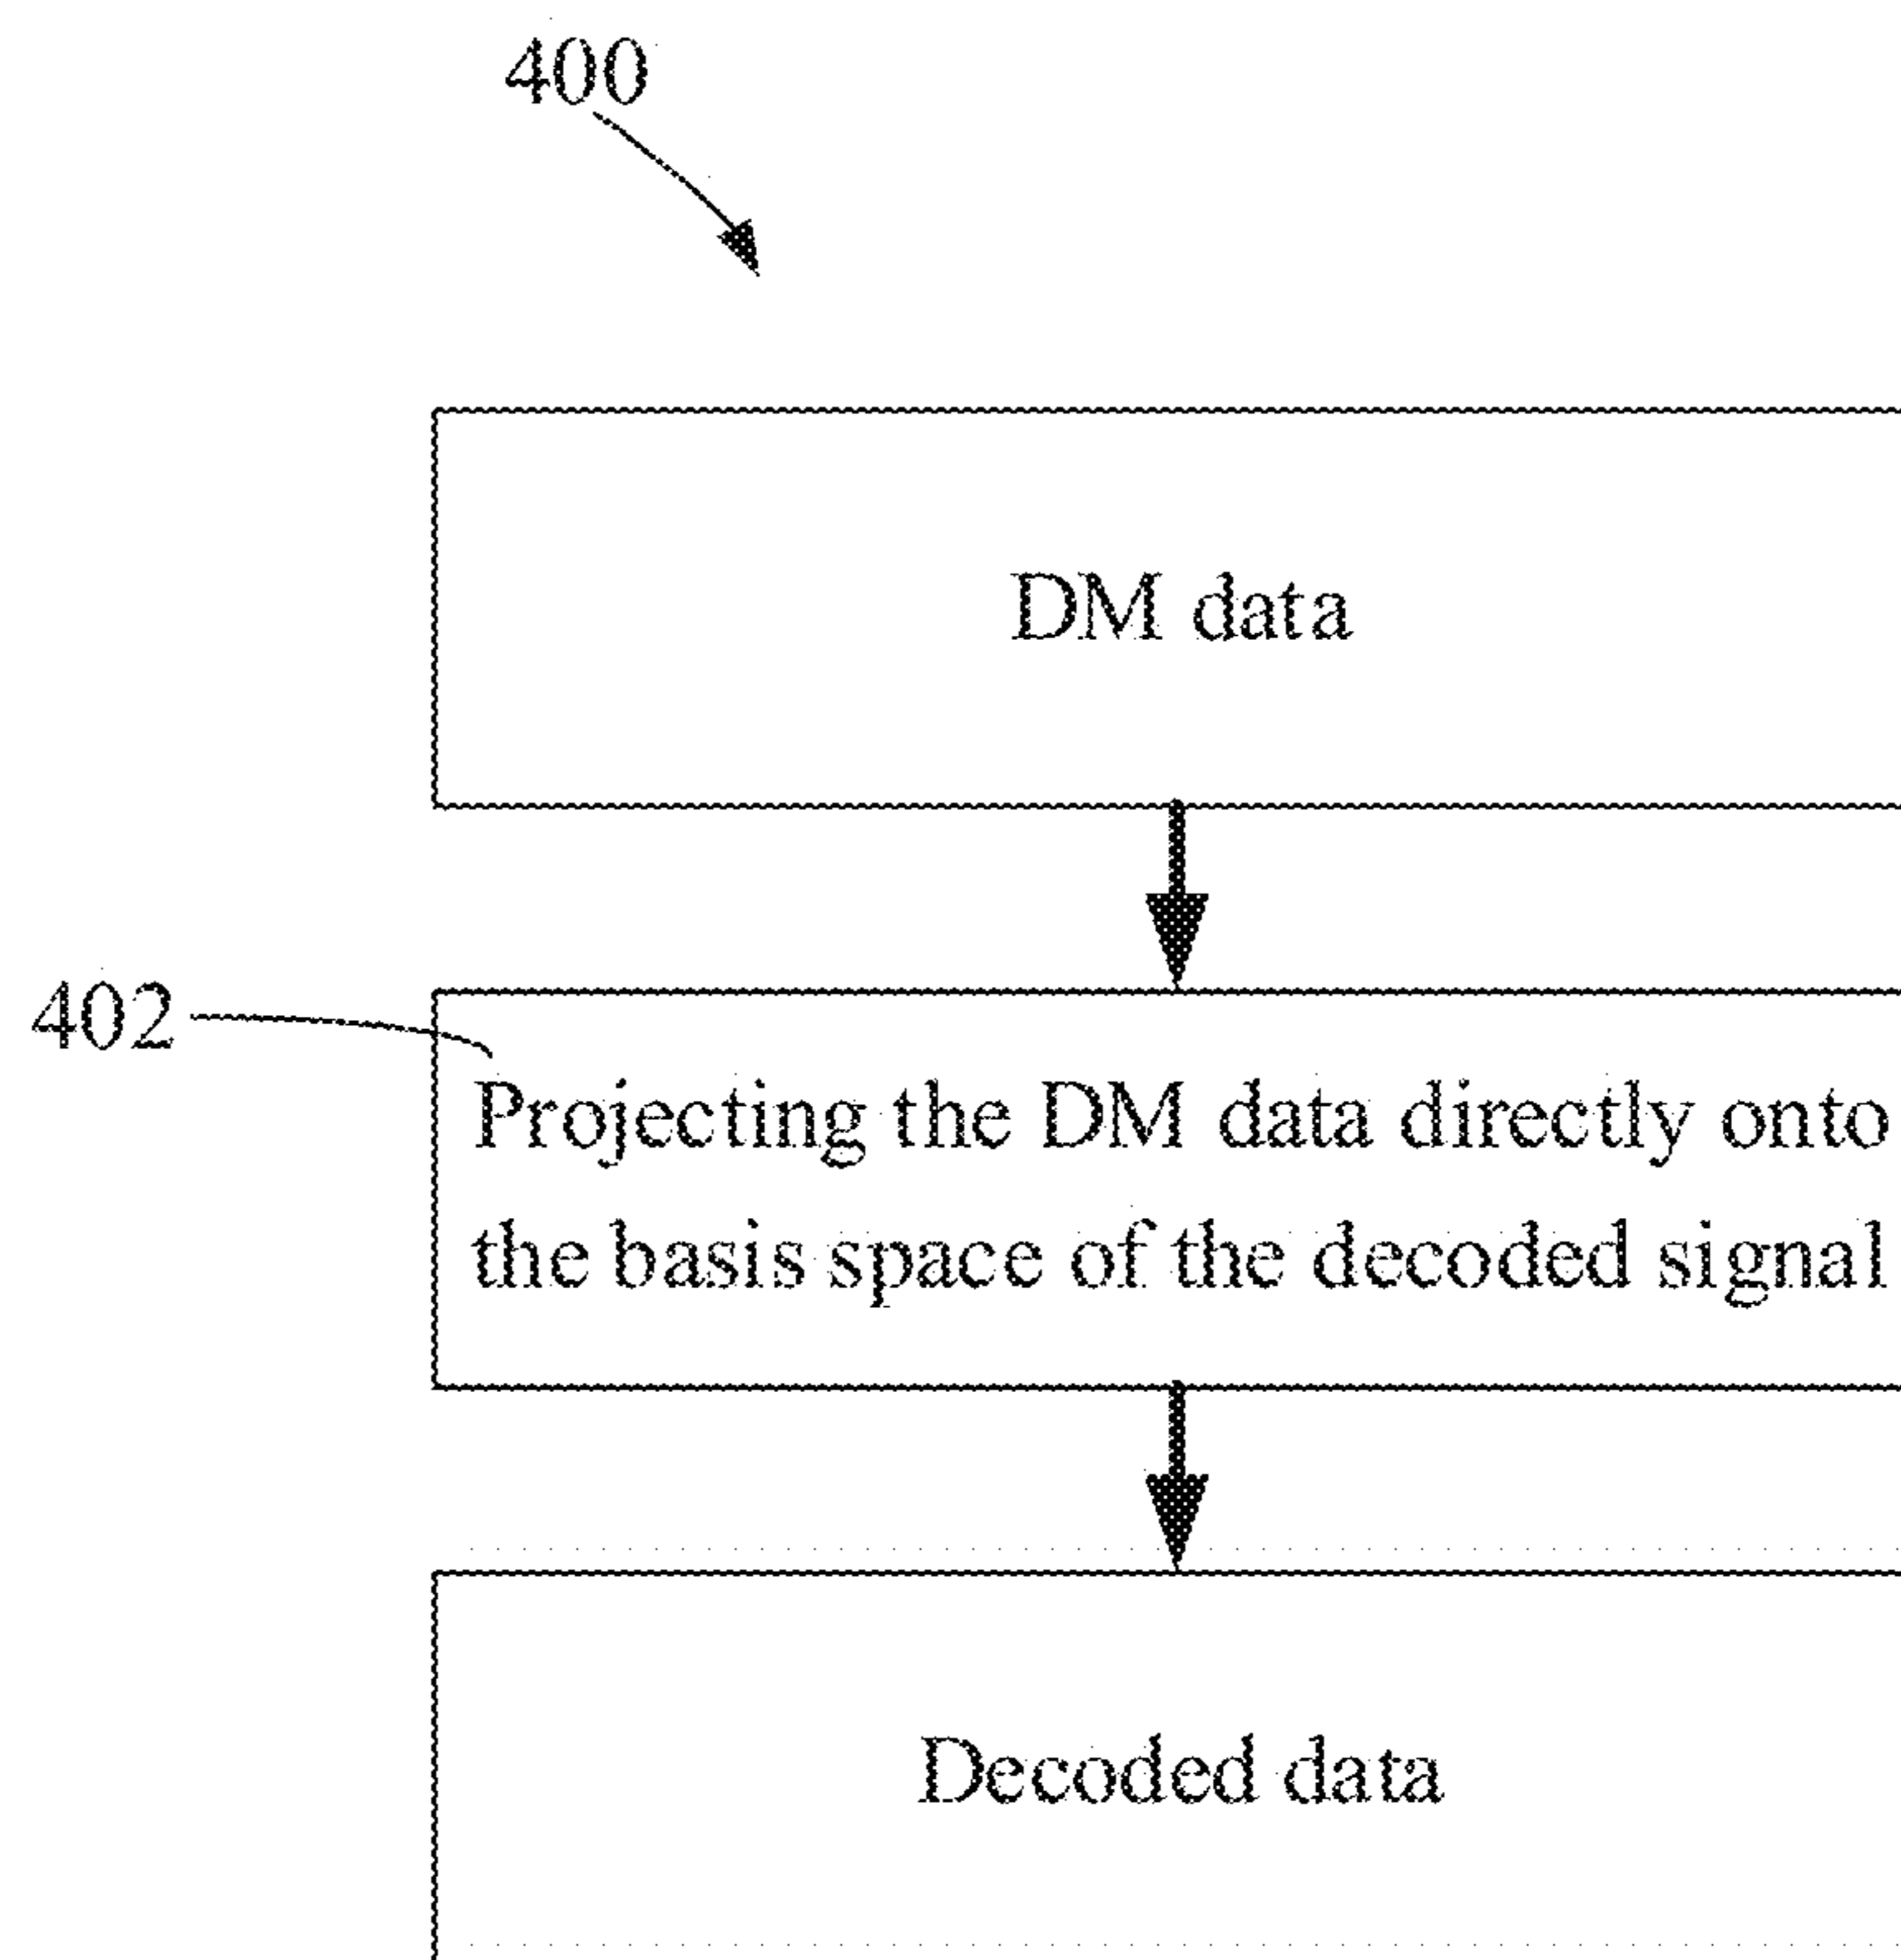 400
DM data
402
Projecting the DM data directly onto
the basis space of the decoded signal
Decoded data